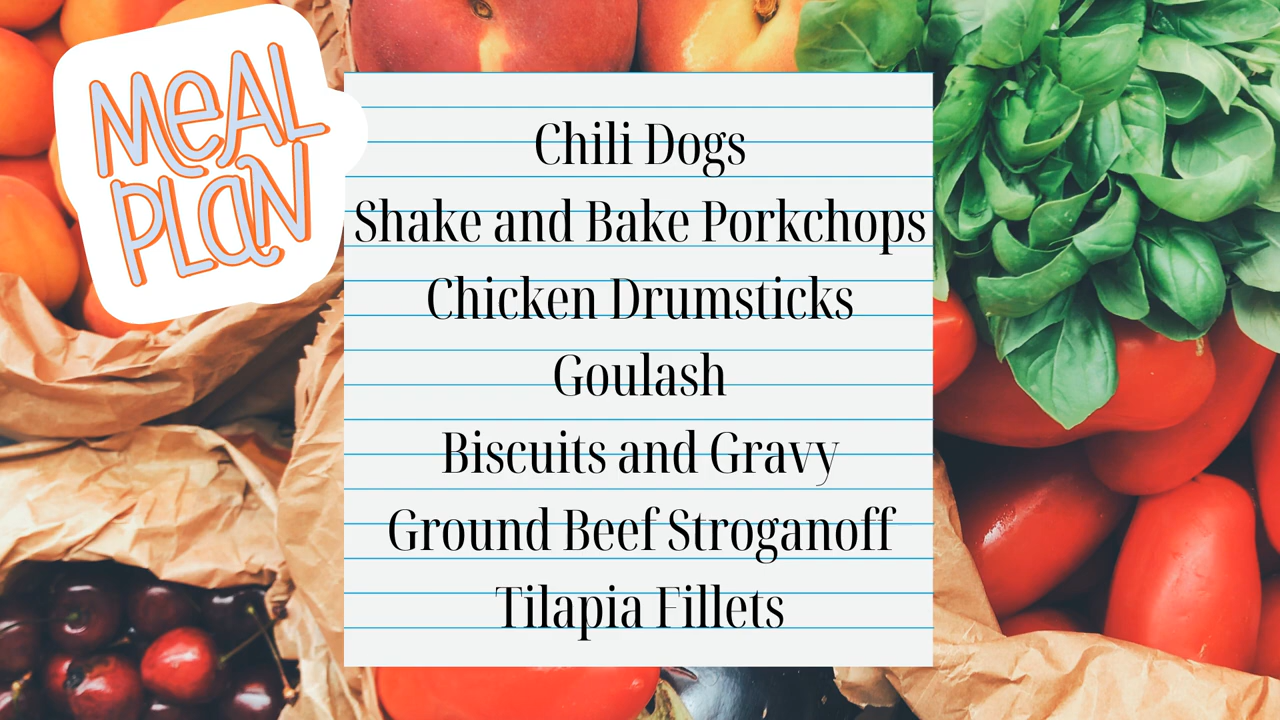 MeAL
PLaN
Chili Dogs
Shake and Bake Porkchops
Chicken Drumsticks
Goulash
Biscuits and Gravy
Ground Beef Stroganoff
Tilapia Fillets